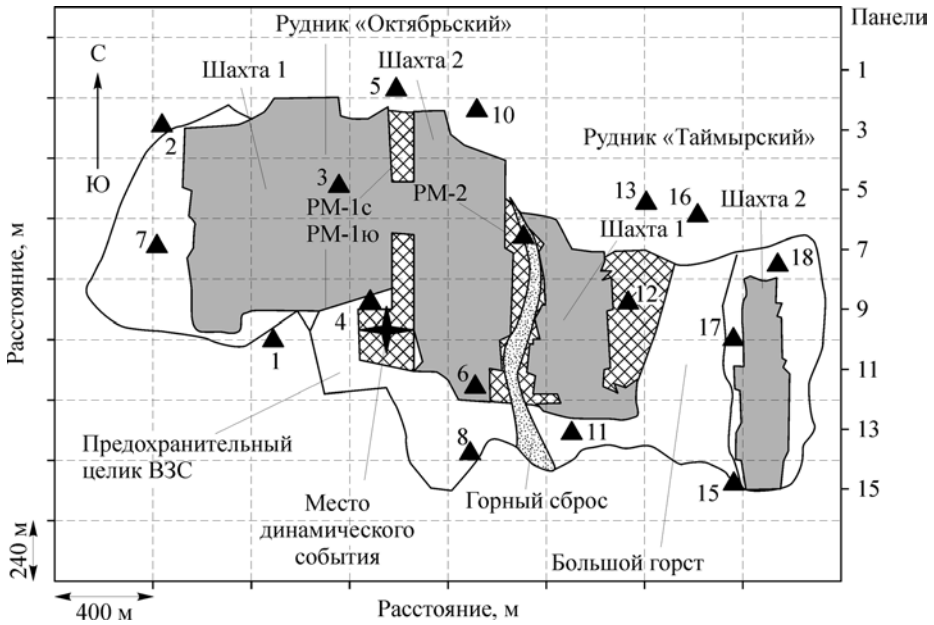 Рудник «Октябрьский»
Панели
С
Ю
Шахта 1
5
Шахта 2
10
1
2
3
3
Рудник «Таймырский»
РМ-1с
РМ-1ю
РМ-2
13
16
5
Шахта 2
Шахта 1
7
7
18
4
12
9
1
17
6
11
8
11
13
Предохранительный
целик ВЗС
15
15
Место
динамического
события
Горный сброс
Большой горст
Расстояние, м
240 м
400 м
Расстояние, м